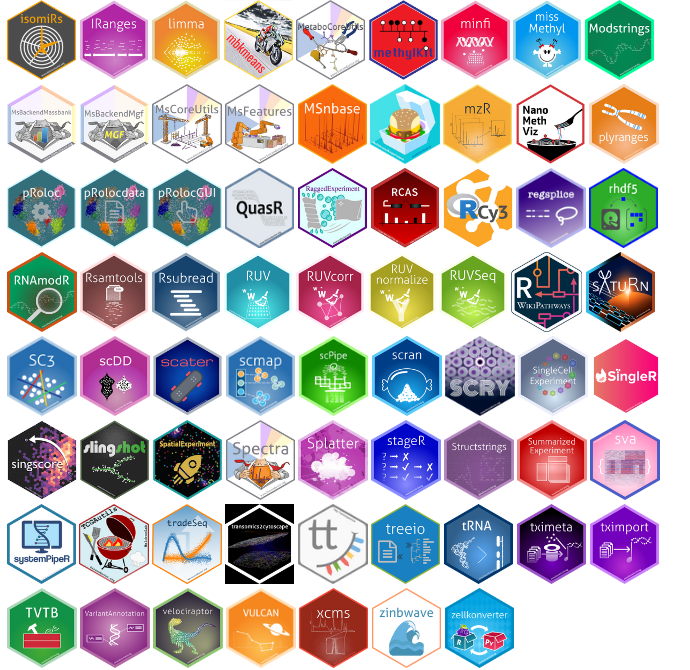 isomiRs
IRanges
limma
mbkmeans
MetaboCoreUtils
methylKit
minfi
miss
Methyl
Modstrings
MsBackendMassbank
MsBackendMgf
MGF
MsCoreUtils
MsFeatures
MSnbase
mzR
Nano
Meth
Viz
plyranges
pRoloc
pRolocdata
pRolocGUI
QuasR
RaggedExperiment
RCAS
RCy3
regsplice
rhdf5
RNAmodR
Rsamtools
Rsubread
RUV
RUVcorr
RUV
normalize
RUVSeq
R
WikiPathways
sATuRn
SC3
scDD
scater
scmap
scPipe
scran
SCRY
SingleCell
Experiment
SingleR
singscore
slingshot
SpatialExperiment
Spectra
Splatter
stageR
Structstrings
Summarized
Experiment
sva
systemPipeR
TCGAutils
tradeSeq
transomics2cytoscape
tt
treeio
tRNA
tximeta
tximport
TVTB
VariantAnnotation
velociraptor
VULCAN
xcms
zinbwave
zellkonverter
R
Py